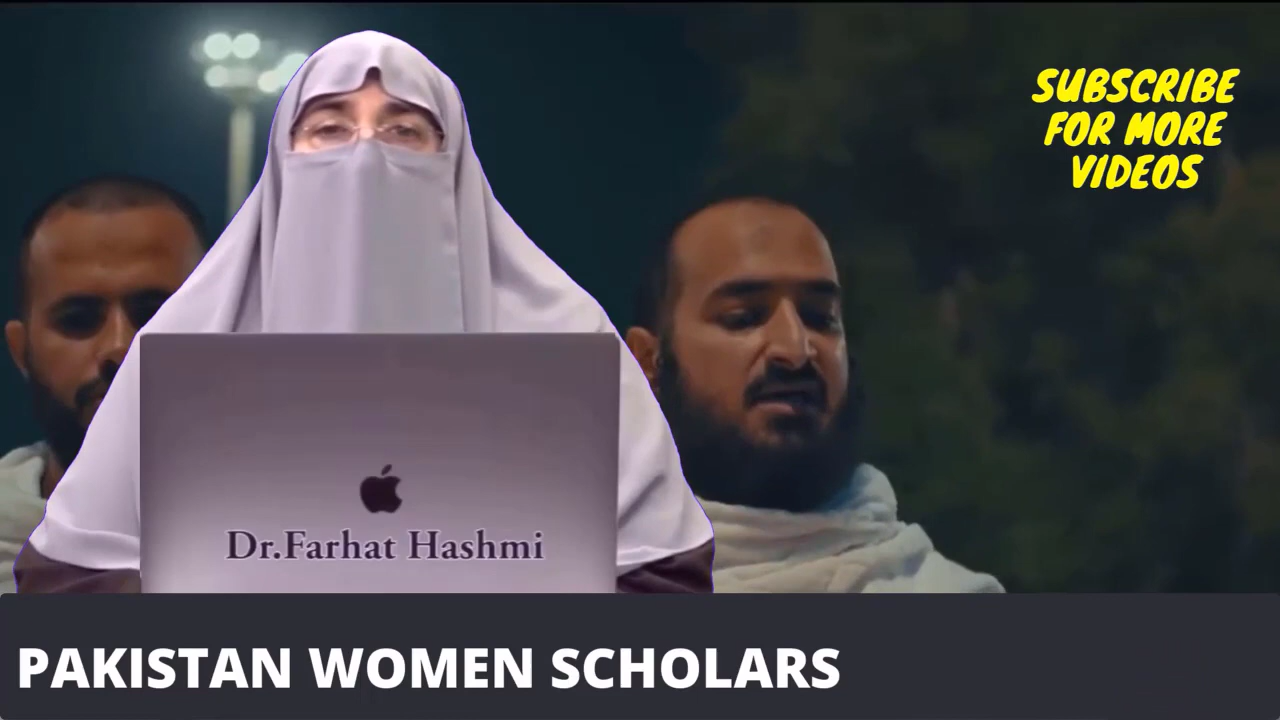 SUBSCRIBE
FOR MORE
VIDEOS
Dr.Farhat Hashmi
PAKISTAN WOMEN SCHOLARS